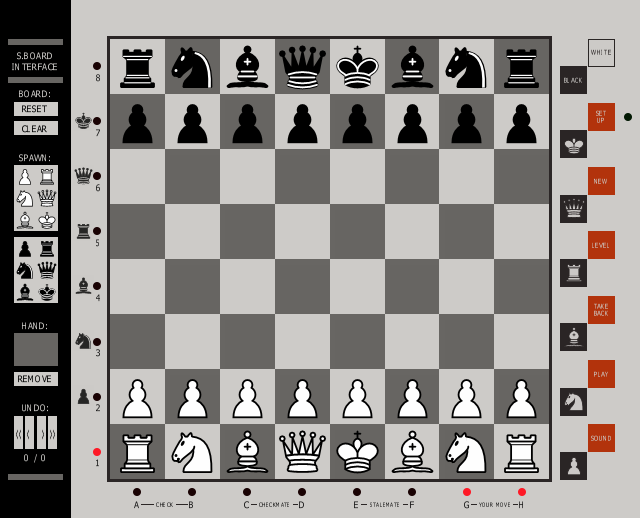 S.BOARD
INTERFACE
BOARD:
RESET
CLEAR
SPAWN:
HAND:
REMOVE
UNDO:
⟪ ⟨ ⟩ ⟫
0 / 0
8
7
6
5
4
3
2
1
A — CHECK — B
C — CHECKMATE — D
E — STALEMATE — F
G — YOUR MOVE — H
WHITE
BLACK
SET
UP
NEW
LEVEL
TAKE
BACK
PLAY
SOUND